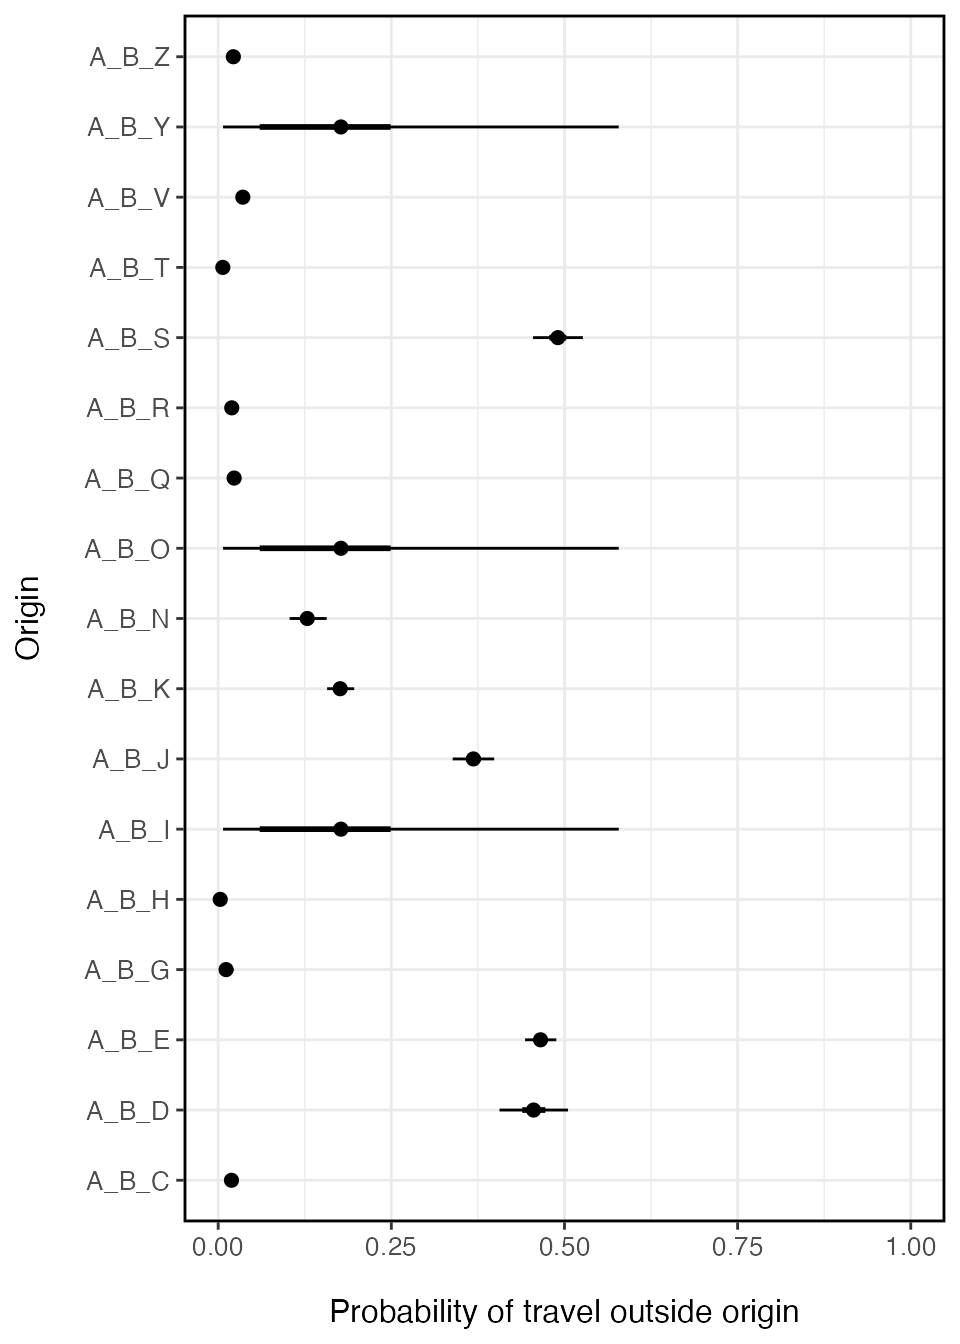 A_B_Z
A_B_Y
A_B_V
A_B_T
A_B_S
A_B_R
A_B_Q
A_B_O
A_B_N
A_B_K
A_B_J
A_B_I
A_B_H
A_B_G
A_B_E
A_B_D
A_B_C
Origin
0.00 0.25 0.50 0.75 1.00
Probability of travel outside origin